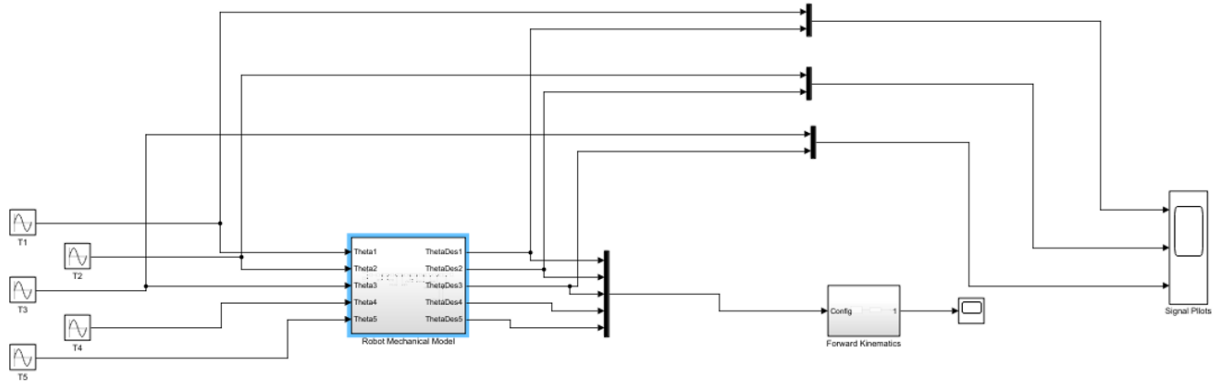 T1
T2
T3
T4
T5
Theta1
Theta2
Theta3
Theta4
Theta5
ThetaDes1
ThetaDes2
ThetaDes3
ThetaDes4
ThetaDes5
Robot Mechanical Model
Config
1
Forward Kinematics
Signal Pllots